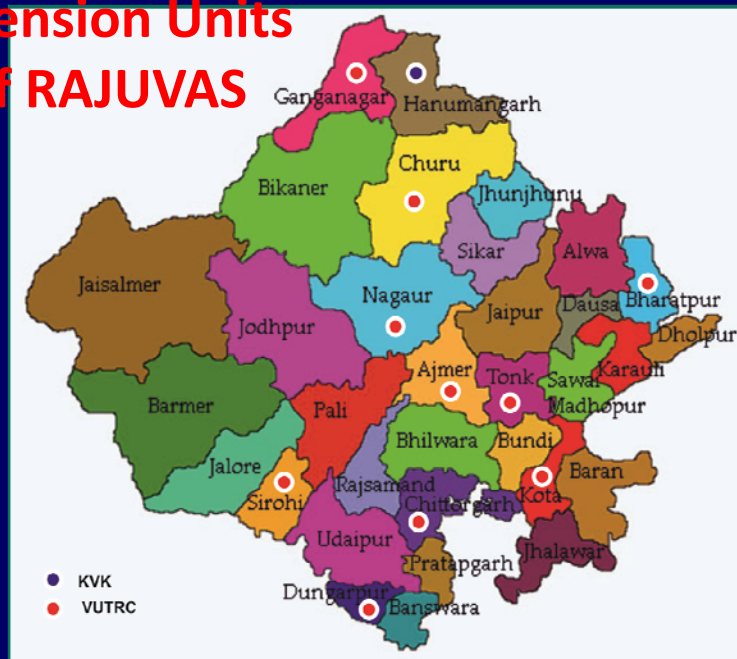 ension Units
f RAJUVAS
Ganganagar
Hanumangarh
Churu
Bikaner
Jhunjhunu
Sikar
Alwa
Jaisalmer
Nagaur
Bharatpur
Dausa
Jaipur
Jodhpur
Dholpur
Karauli
Ajmer
Tonk
Sawai
Madhopur
Barmer
Pali
Bhilwara
Bundi
Jalore
Baran
Rajsamand
Kota
Sirohi
Chittorgarh
Udaipur
Jhalawar
Pratapgarh
KVK
Dungarpur
VUTRC
Banswara